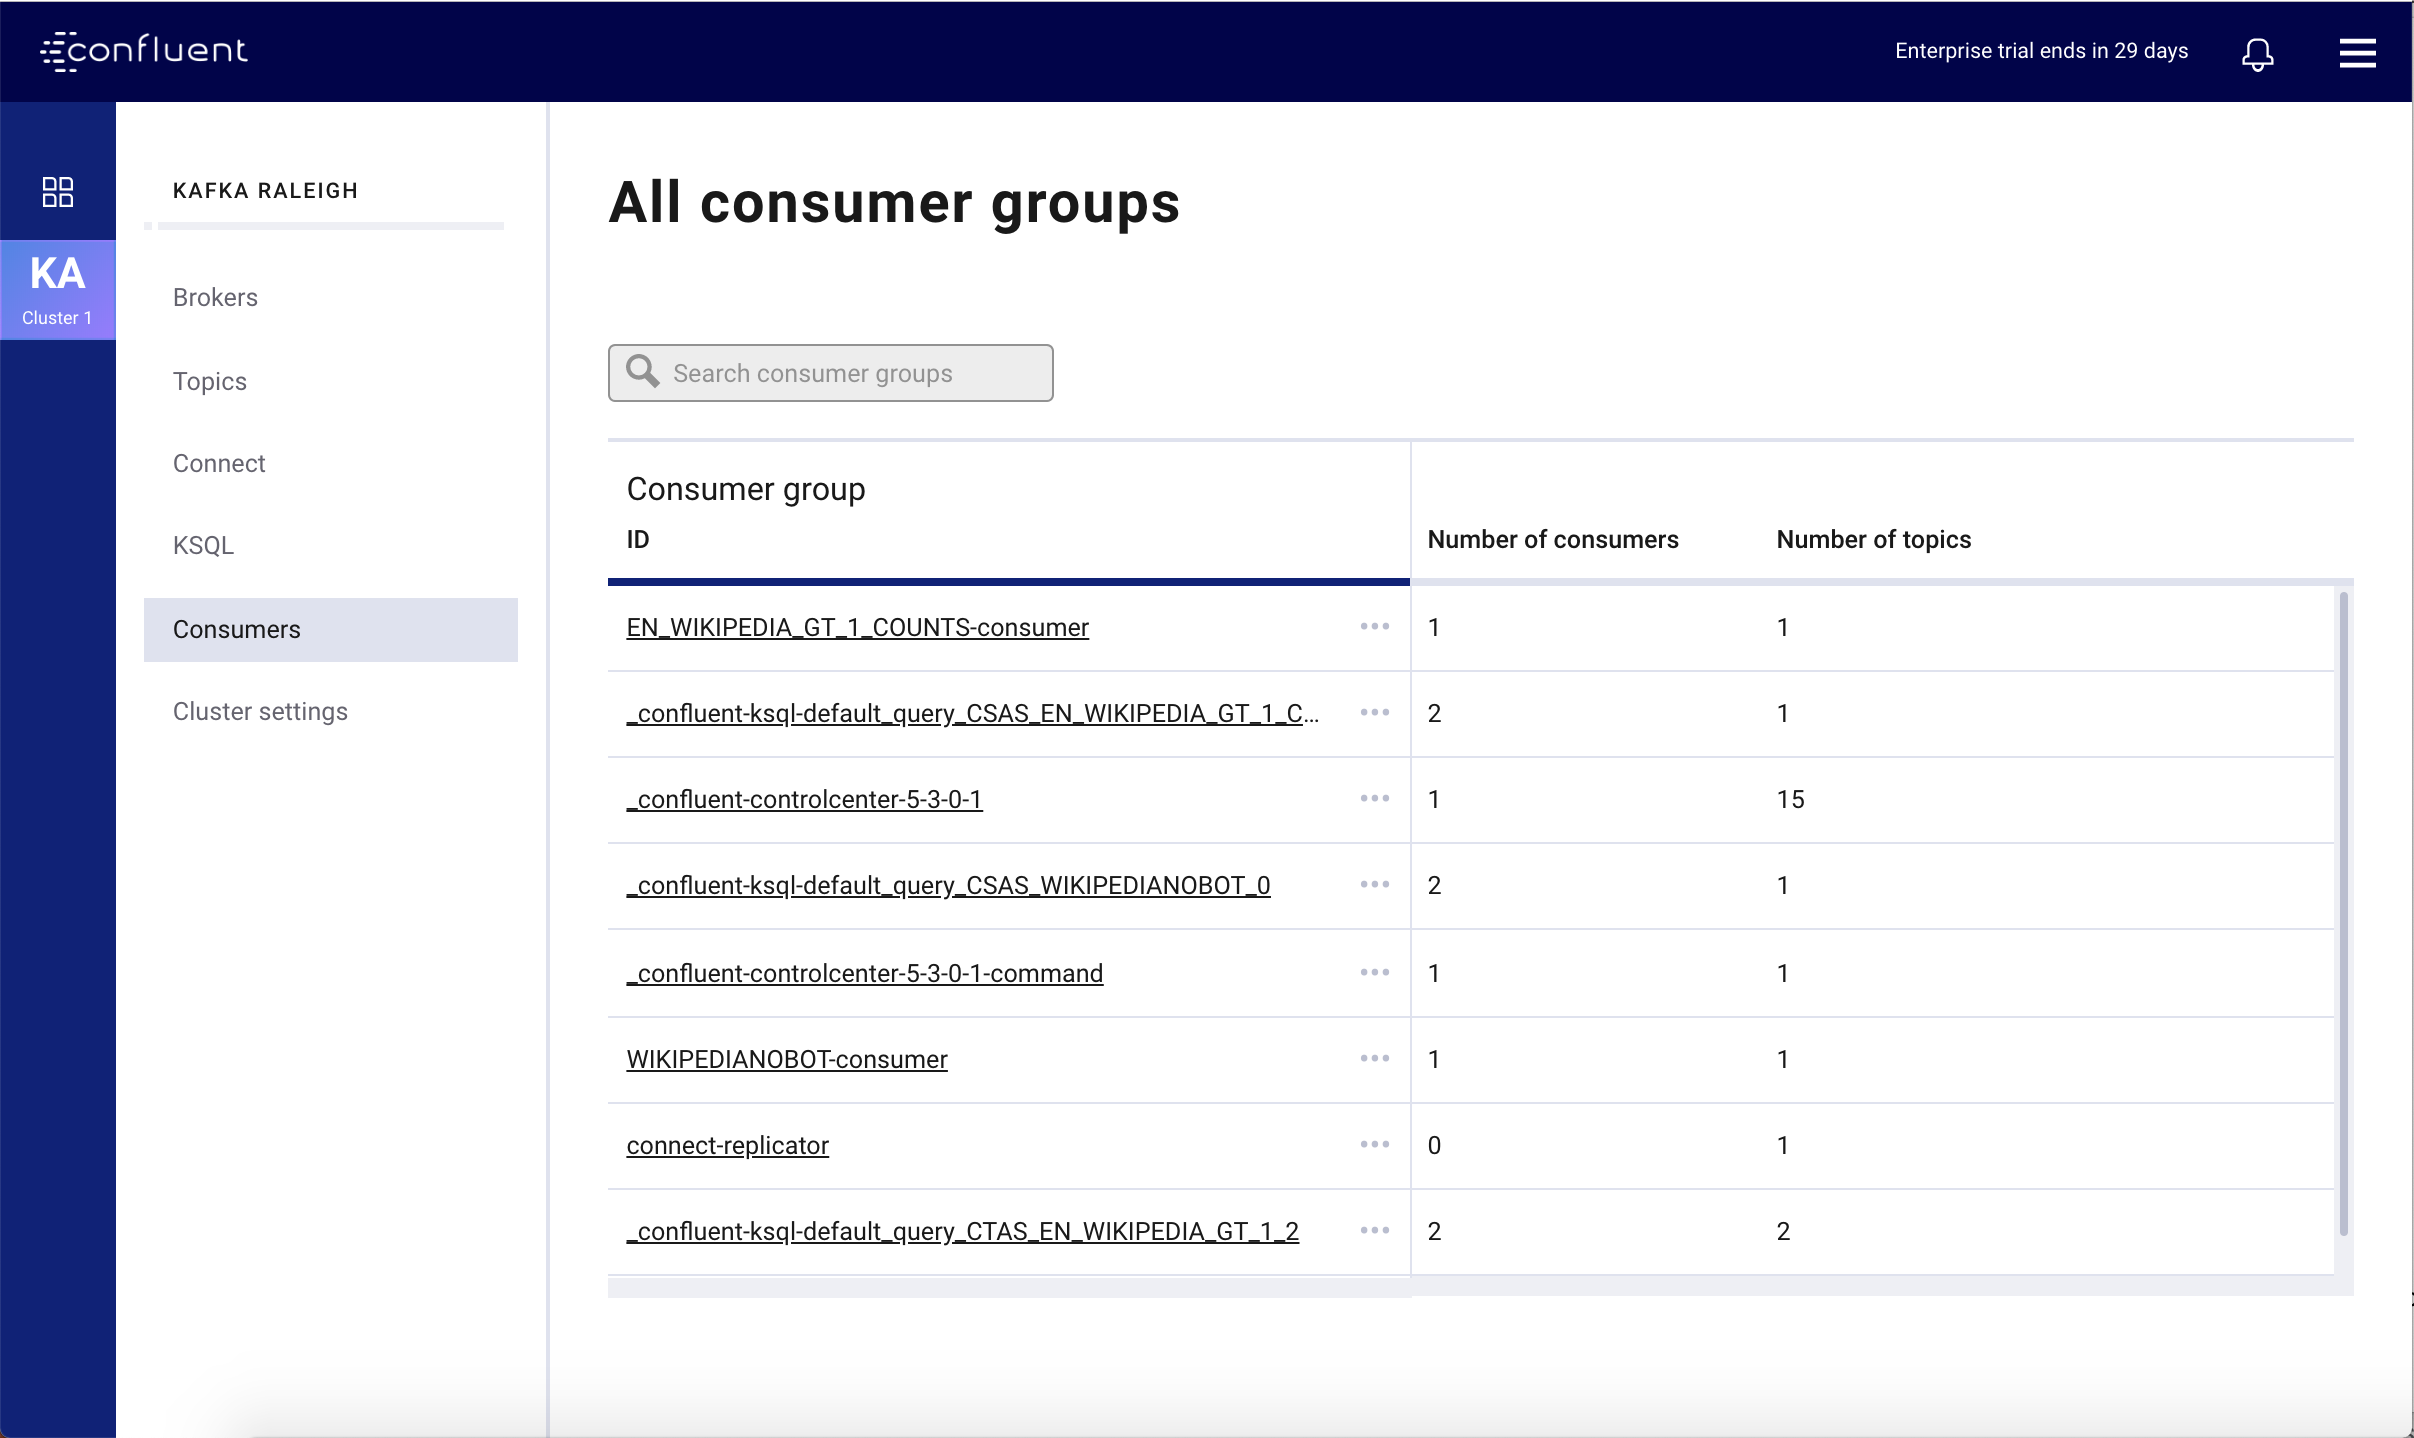 confluent
Enterprise trial ends in 29 days
KA
Cluster 1
KAFKA RALEIGH
Brokers
Topics
Connect
KSQL
Consumers
Cluster settings
All consumer groups
Search consumer groups
Consumer group
ID Number of consumers Number of topics
EN_WIKIPEDIA_GT_1_COUNTS-consumer ••• 1 1
_confluent-ksql-default_query_CSAS_EN_WIKIPEDIA_GT_1_C... ••• 2 1
_confluent-controlcenter-5-3-0-1 ••• 1 15
_confluent-ksql-default_query_CSAS_WIKIPEDIANOBOT_0 ••• 2 1
_confluent-controlcenter-5-3-0-1-command ••• 1 1
WIKIPEDIANOBOT-consumer ••• 1 1
connect-replicator ••• 0 1
_confluent-ksql-default_query_CTAS_EN_WIKIPEDIA_GT_1_2 ••• 2 2